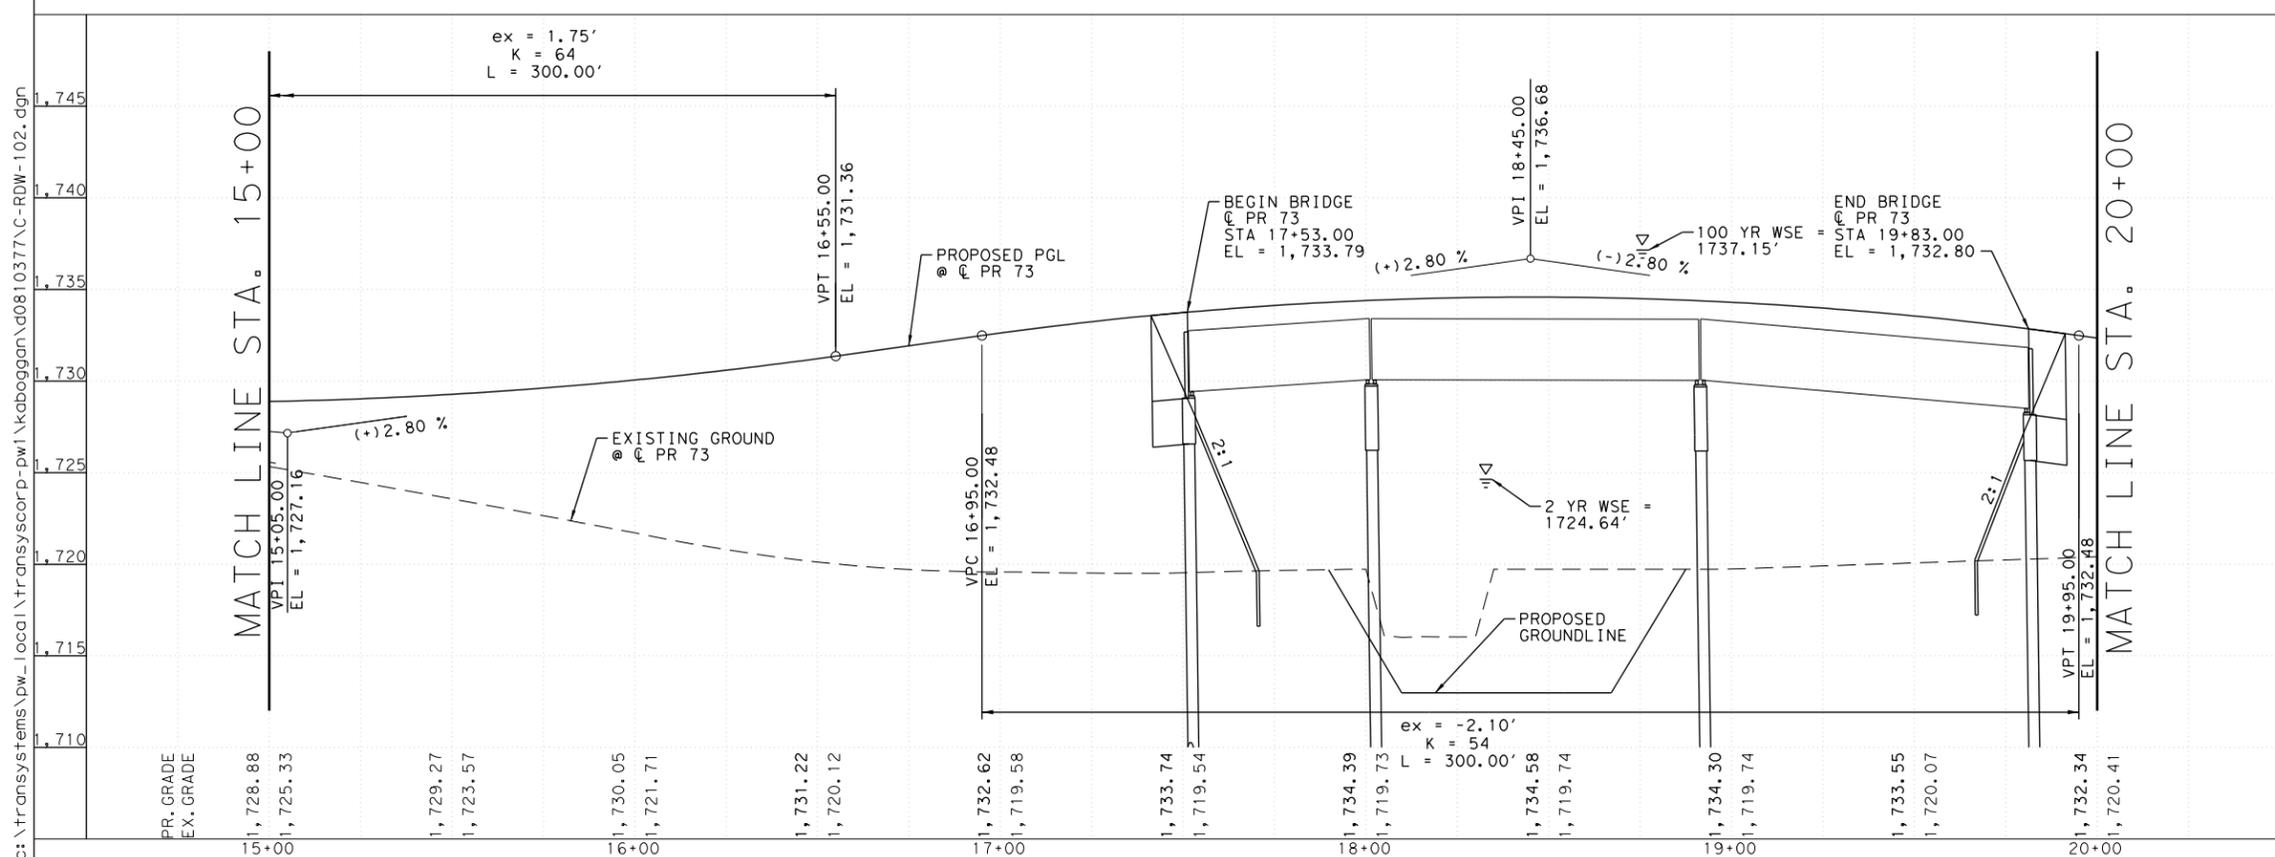 c:\transystems\pw_local\transyscorp-pw1\kaboggan\d0810377\C-RDW-102.dgn
ex = 1.75'
K = 64
L = 300.00'
1,745
1,740
1,735
1,730
1,725
1,720
1,715
1,710
MATCH LINE STA. 15+00
VPI 15+05.00
EL = 1,727.16
(+)2.80 %
EXISTING GROUND
@ ℄ PR 73
VPT 16+55.00
EL = 1,731.36
PROPOSED PGL
@ ℄ PR 73
VPC 16+95.00
EL = 1,732.48
BEGIN BRIDGE
℄ PR 73
STA 17+53.00
EL = 1,733.79
2:1
(+)2.80 %
VPI 18+45.00
EL = 1,736.68
(-)2.80 %
100 YR WSE =
1737.15'
END BRIDGE
℄ PR 73
STA 19+83.00
EL = 1,732.80
2 YR WSE =
1724.64'
2:1
PROPOSED
GROUNDLINE
VPT 19+95.00
EL = 1,732.48
MATCH LINE STA. 20+00
ex = -2.10'
K = 54
L = 300.00'
PR.GRADE
EX.GRADE
1,728.88
1,725.33
1,729.27
1,723.57
1,730.05
1,721.71
1,731.22
1,720.12
1,732.62
1,719.58
1,733.74
1,719.54
1,734.39
1,719.73
1,734.58
1,719.74
1,734.30
1,719.74
1,733.55
1,720.07
1,732.34
1,720.41
15+00
16+00
17+00
18+00
19+00
20+00